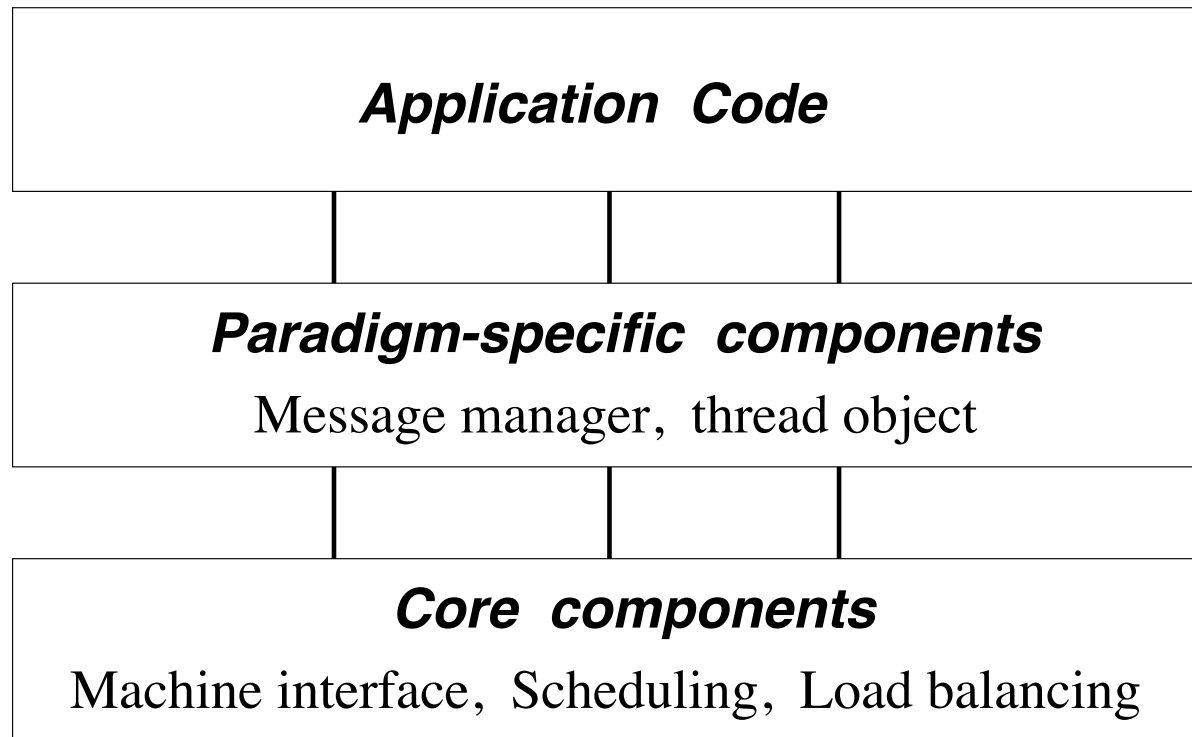 Application Code
Paradigm-specific components
Message manager, thread object
Core components
Machine interface, Scheduling, Load balancing